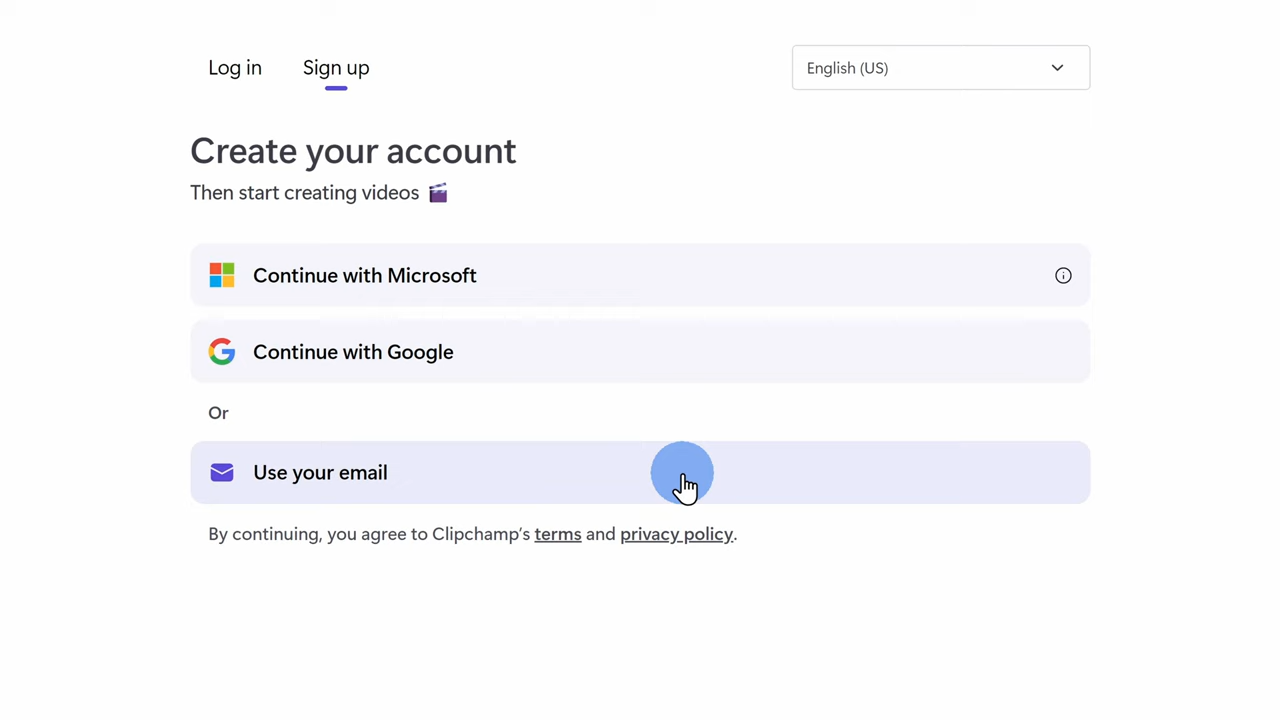 Log in
Sign up
English (US)
Create your account
Then start creating videos
Continue with Microsoft
Continue with Google
Or
Use your email
By continuing, you agree to Clipchamp’s terms and privacy policy.